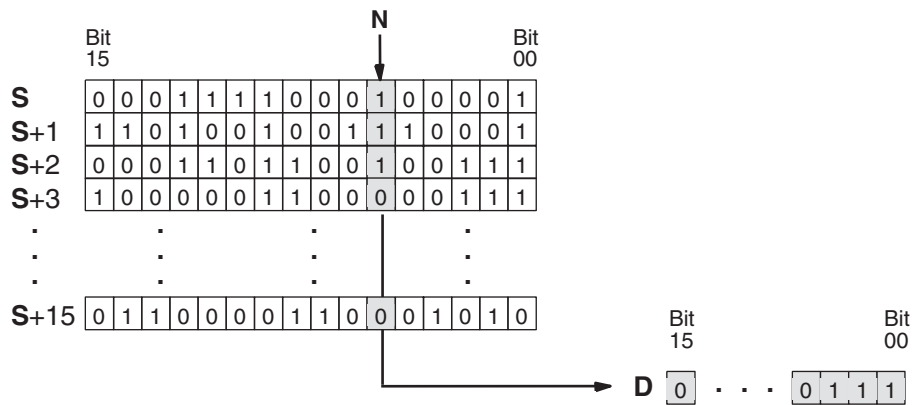 N
Bit Bit
15 00
S 0 0 0 1 1 1 1 0 0 0 1 0 0 0 0 1
S+1 1 1 0 1 0 0 1 0 0 1 1 1 0 0 0 1
S+2 0 0 0 1 1 0 1 1 0 0 1 0 0 1 1 1
S+3 1 0 0 0 0 0 1 1 0 0 0 0 0 1 1 1
. . . .
. . . .
. . . .
S+15 0 1 1 0 0 0 0 1 1 0 0 0 1 0 1 0
Bit Bit
15 00
D 0 . . . 0 1 1 1